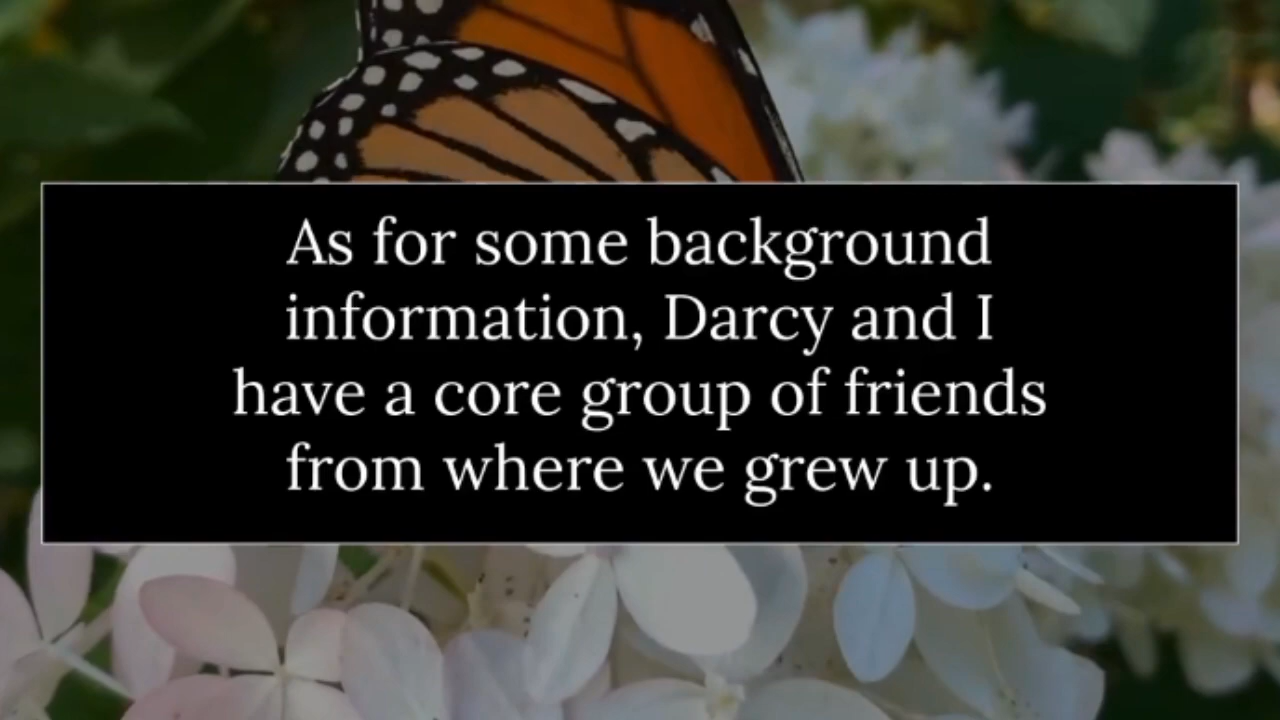 As for some background
information, Darcy and I
have a core group of friends
from where we grew up.